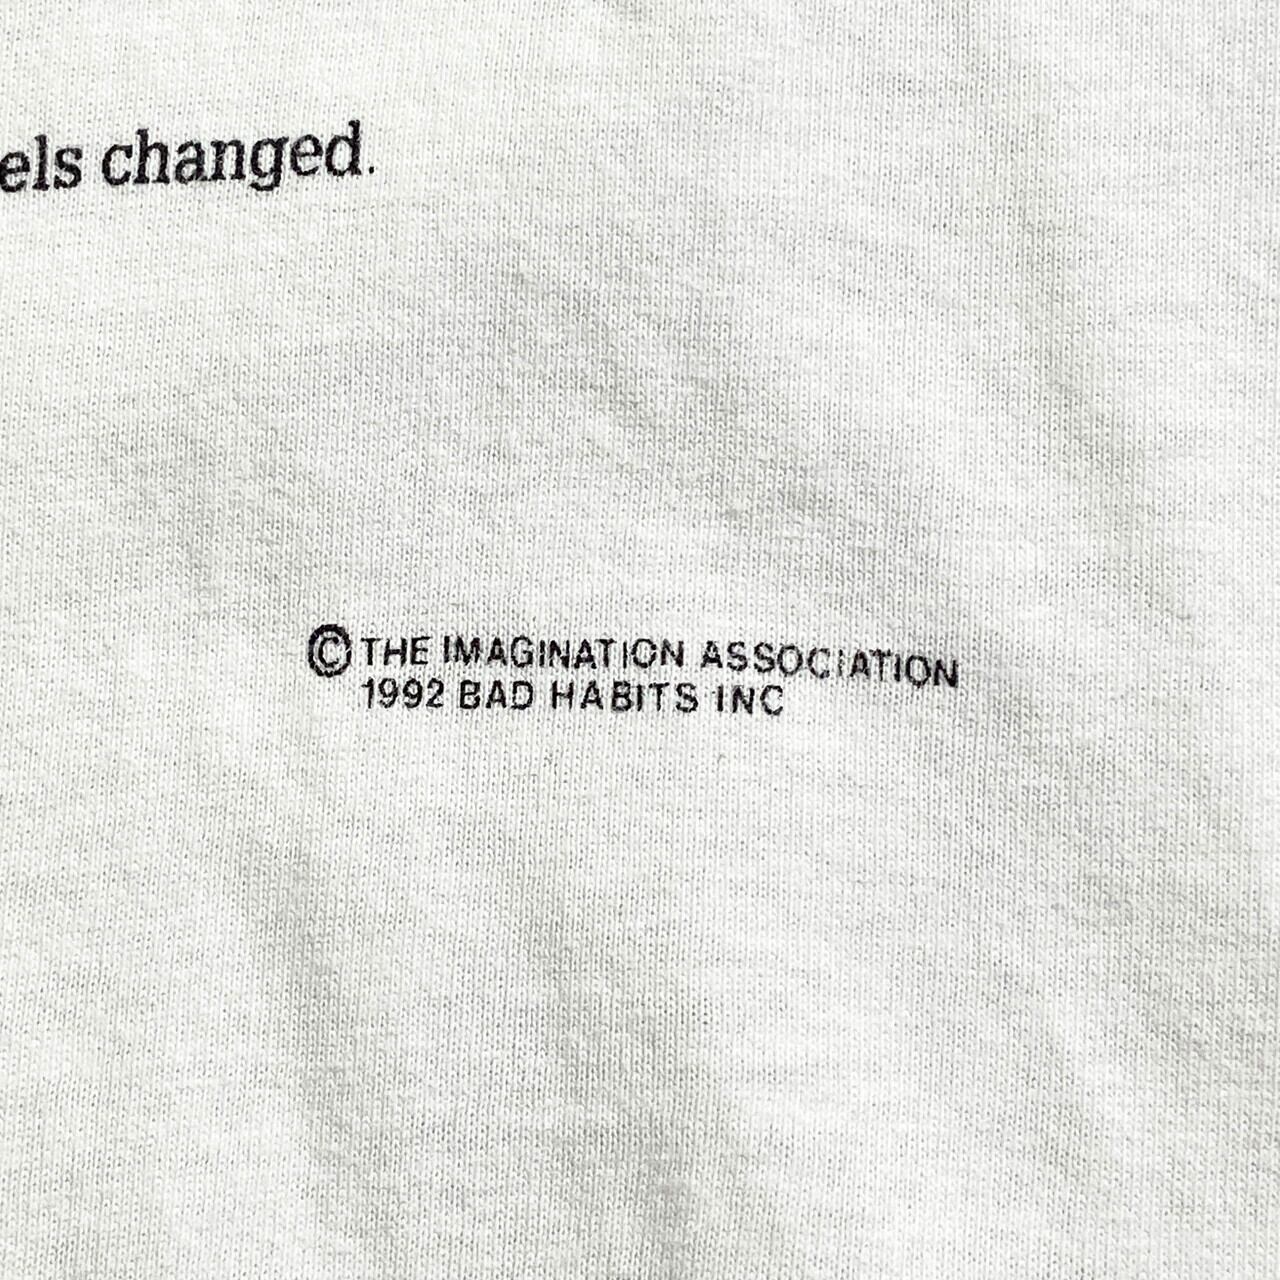 els changed.
© THE IMAGINATION ASSOCIATION
1992 BAD HABITS INC